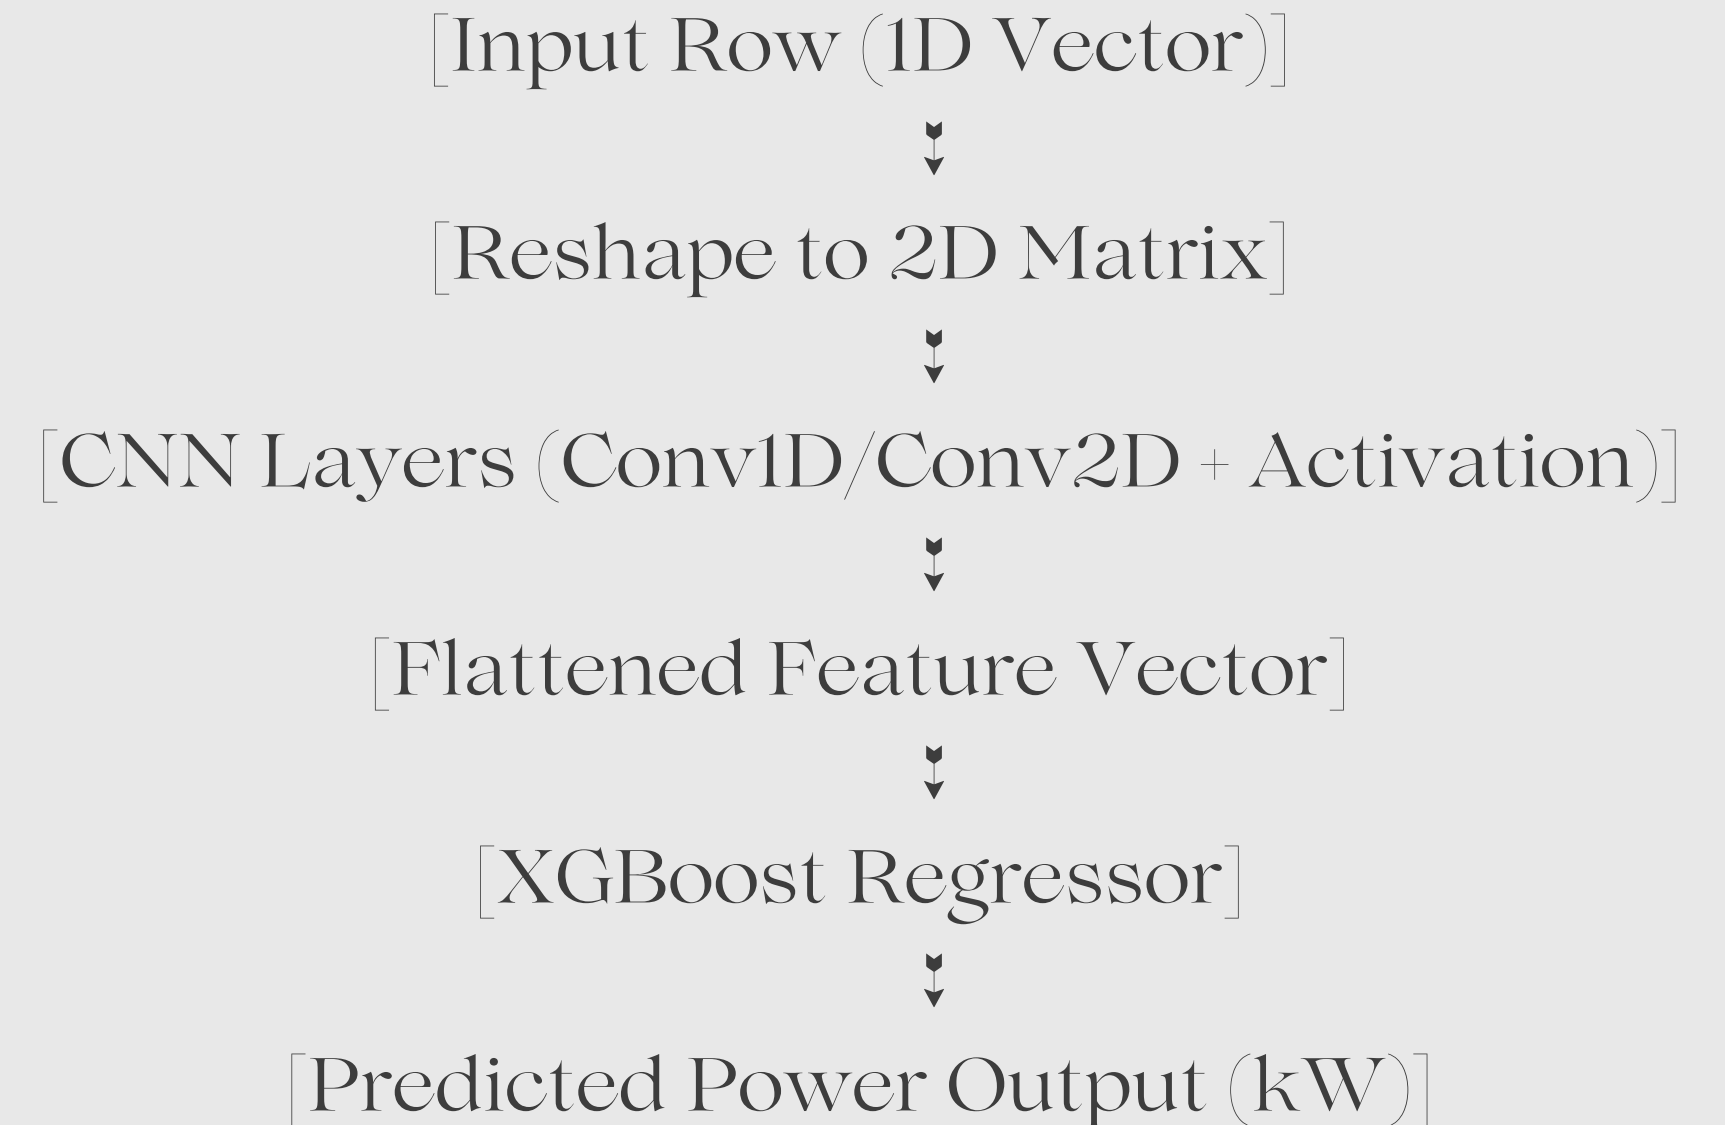 [Input Row (1D Vector)]
[Reshape to 2D Matrix]
[CNN Layers (Conv1D/Conv2D + Activation)]
[Flattened Feature Vector]
[XGBoost Regressor]
[Predicted Power Output (kW)]